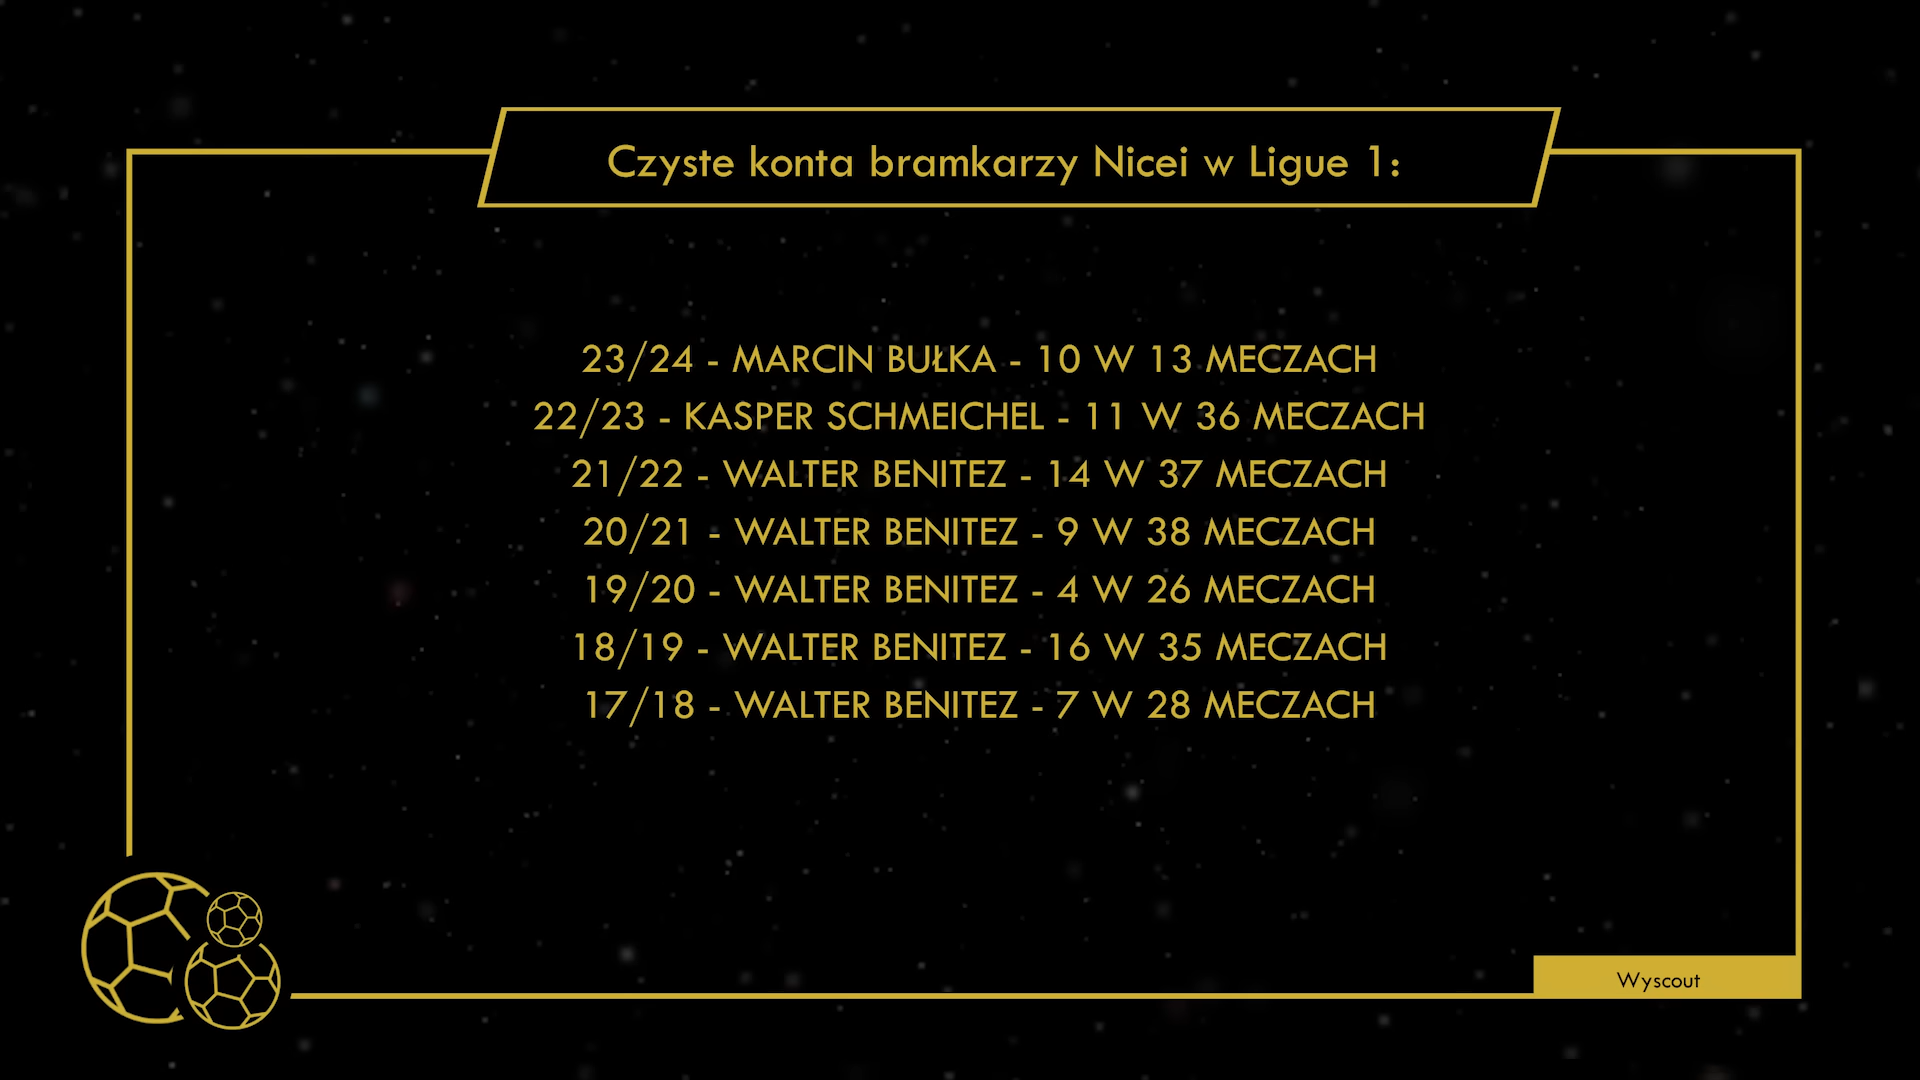 Czyste konta bramkarzy Nicei w Ligue 1:
23/24 - MARCIN BUŁKA - 10 W 13 MECZACH
22/23 - KASPER SCHMEICHEL - 11 W 36 MECZACH
21/22 - WALTER BENITEZ - 14 W 37 MECZACH
20/21 - WALTER BENITEZ - 9 W 38 MECZACH
19/20 - WALTER BENITEZ - 4 W 26 MECZACH
18/19 - WALTER BENITEZ - 16 W 35 MECZACH
17/18 - WALTER BENITEZ - 7 W 28 MECZACH
Wyscout